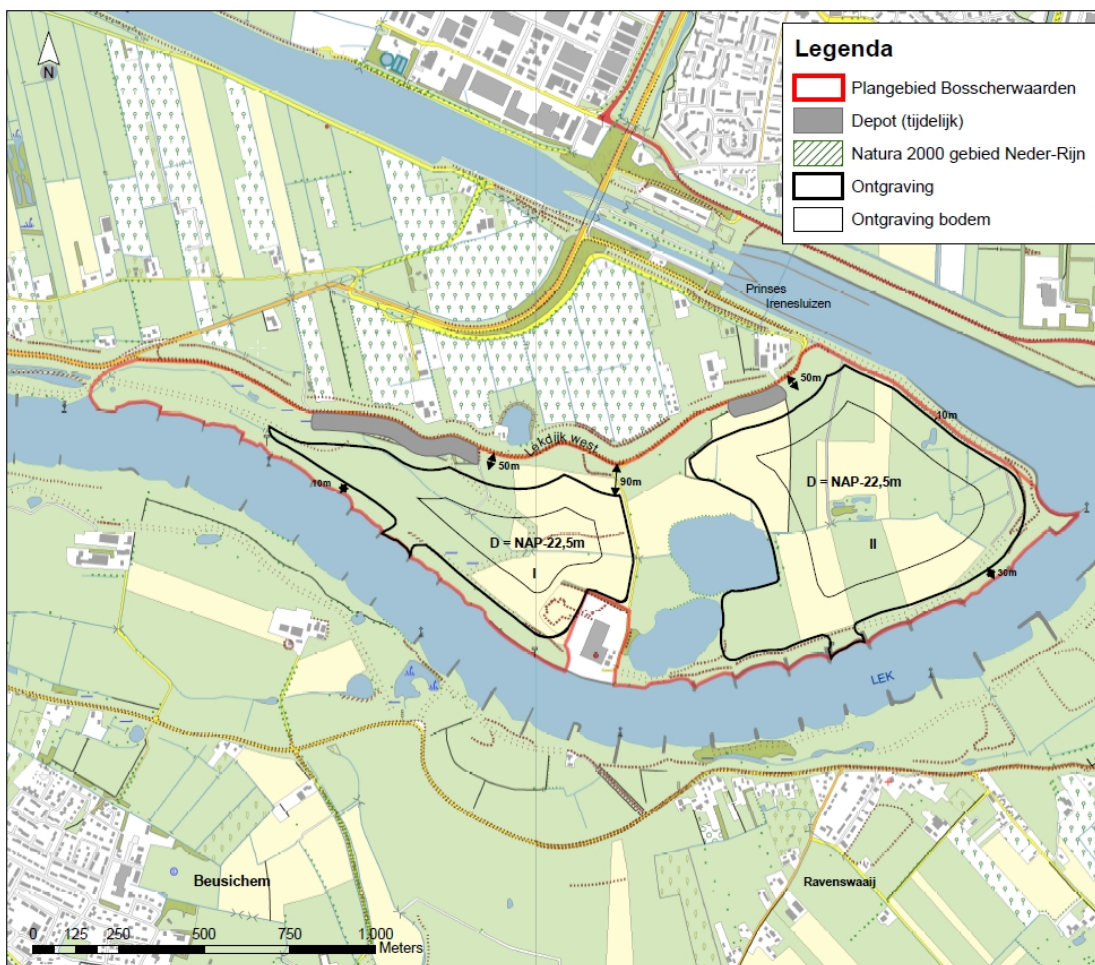 N
Legenda
Plangebied Bosscherwaarden
Depot (tijdelijk)
Natura 2000 gebied Neder-Rijn
Ontgraving
Ontgraving bodem
Prinses
Irenesluizen
50m
10m
Lekdijk west
50m
90m
10m
D = NAP-22,5m
II
D = NAP-22,5m
I
30m
LEK
Beusichem
Ravenswaaij
0 125 250 500 750 1.000
Meters